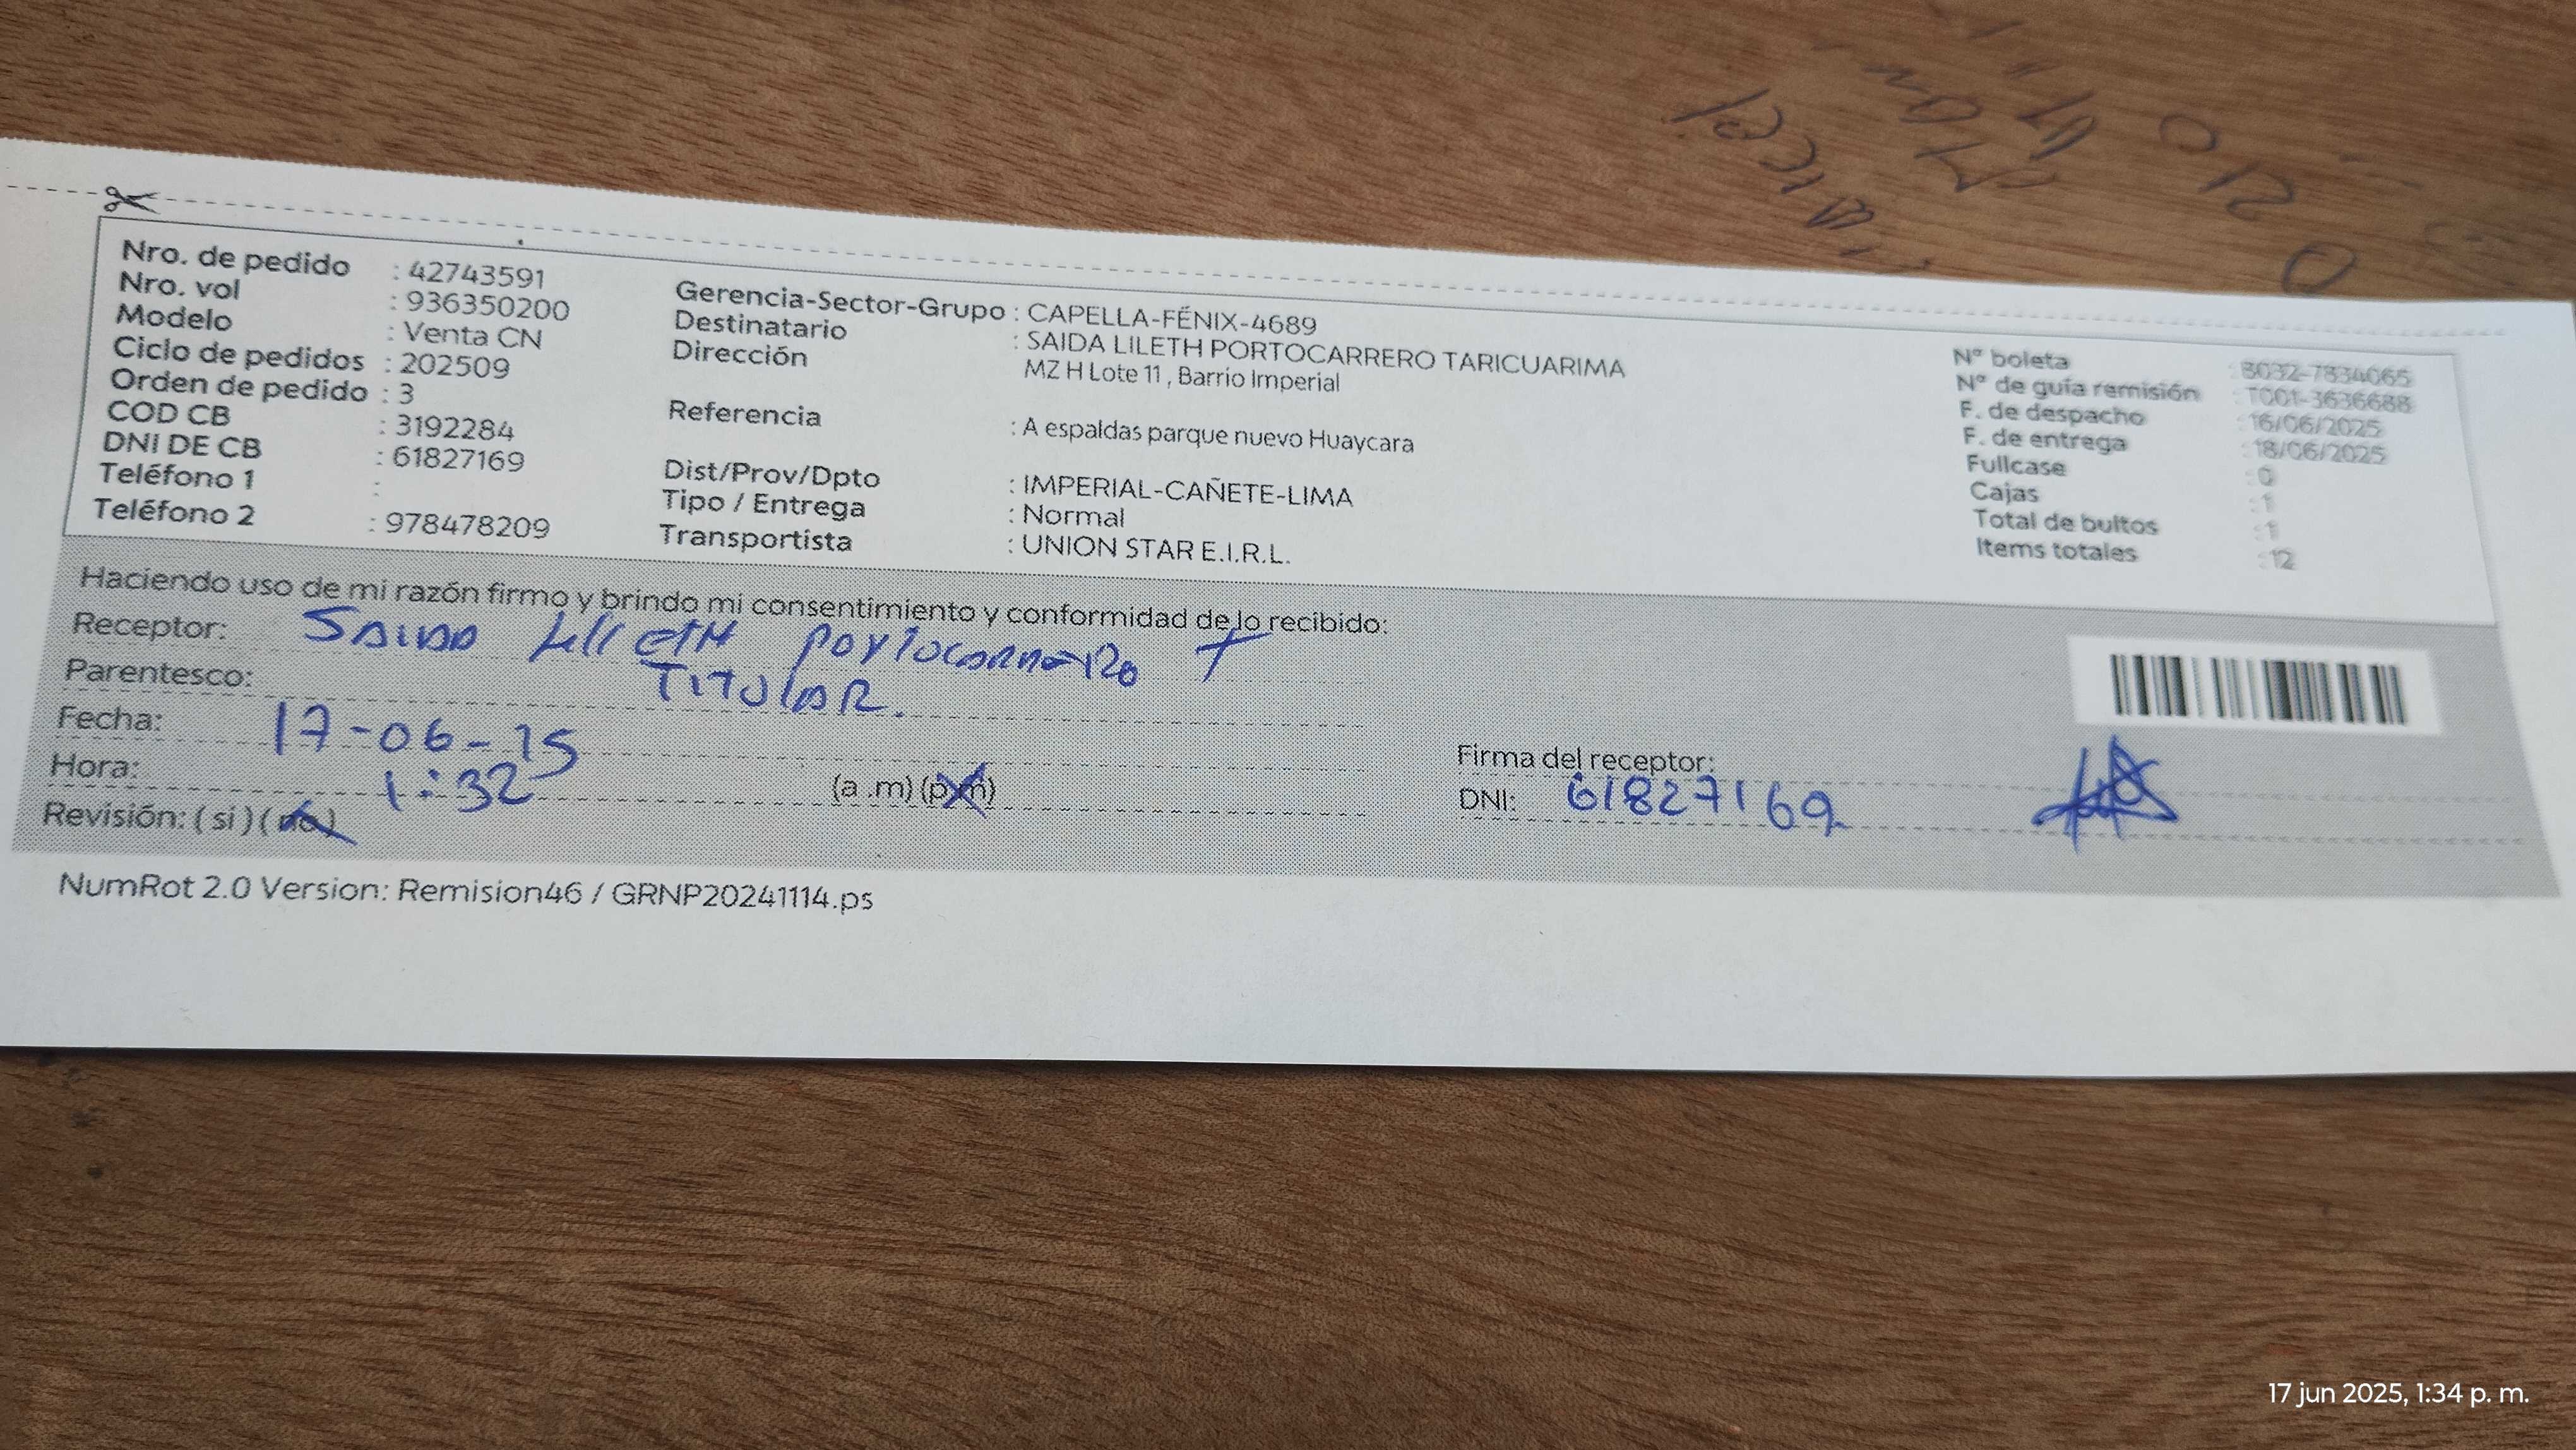 Nro. de pedido : 42743591
Nro. vol : 936350200
Modelo : Venta CN
Ciclo de pedidos : 202509
Orden de pedido : 3
COD CB : 3192284
DNI DE CB : 61827169
Teléfono 1 :
Teléfono 2 : 978478209
Gerencia-Sector-Grupo : CAPELLA-FÉNIX-4689
Destinatario : SAIDA LILETH PORTOCARRERO TARICUARIMA
Dirección MZ H Lote 11 , Barrio Imperial
Referencia : A espaldas parque nuevo Huaycara
Dist/Prov/Dpto : IMPERIAL-CAÑETE-LIMA
Tipo / Entrega : Normal
Transportista : UNION STAR E.I.R.L.
N° boleta : B032-7834065
N° de guía remisión : T001-3636688
F. de despacho : 16/06/2025
F. de entrega : 18/06/2025
Fullcase : 0
Cajas : 1
Total de bultos : 1
Items totales : 12
Haciendo uso de mi razón firmo y brindo mi consentimiento y conformidad de lo recibido:
Receptor: SAIDA LILETH PORTOCARRERO T
Parentesco: TITULAR.
Fecha: 17-06-25
Hora: 1:32 (a .m) (p.m)
Revisión: ( si ) ( no )
Firma del receptor:
DNI: 61827169
NumRot 2.0 Version: Remision46 / GRNP20241114.ps
17 jun 2025, 1:34 p. m.